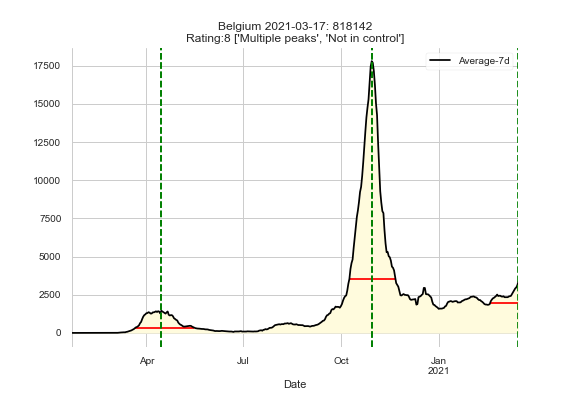 Belgium 2021-03-17: 818142
Rating:8 ['Multiple peaks', 'Not in control']
Average-7d
17500
15000
12500
10000
7500
5000
2500
0
Apr
Jul
Oct
Jan
2021
Date